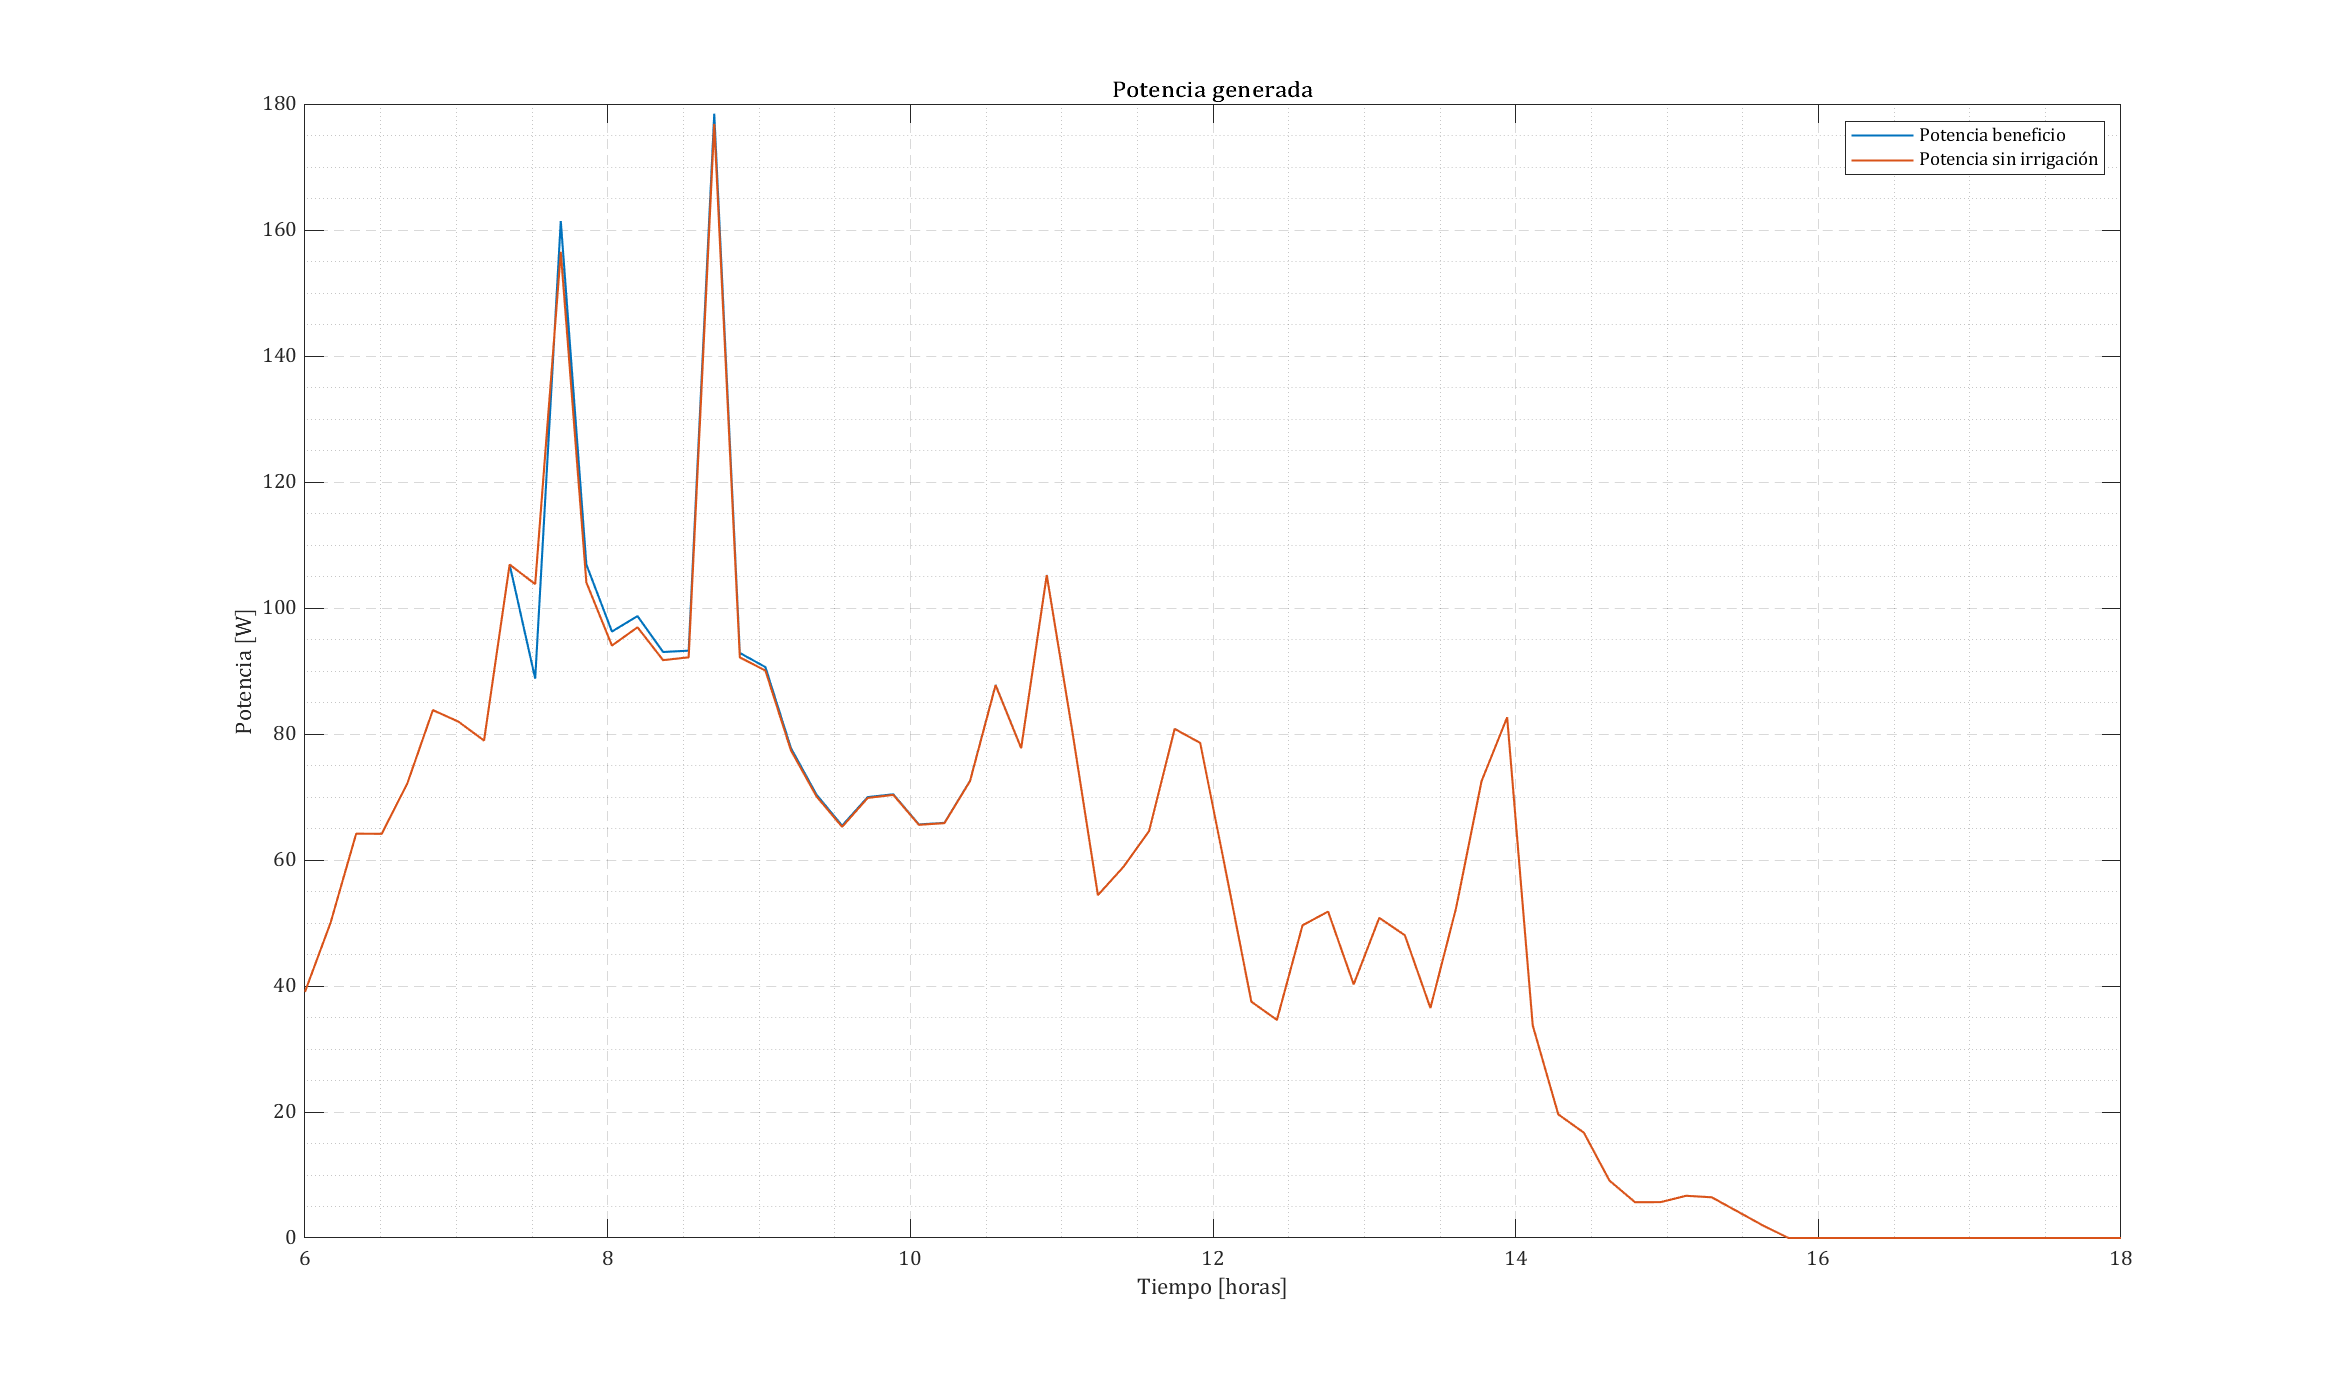 Potencia generada
180
160
140
120
100
80
60
40
20
0
Potencia [W]
Potencia beneficio
Potencia sin irrigación
6 8 10 12 14 16 18
Tiempo [horas]